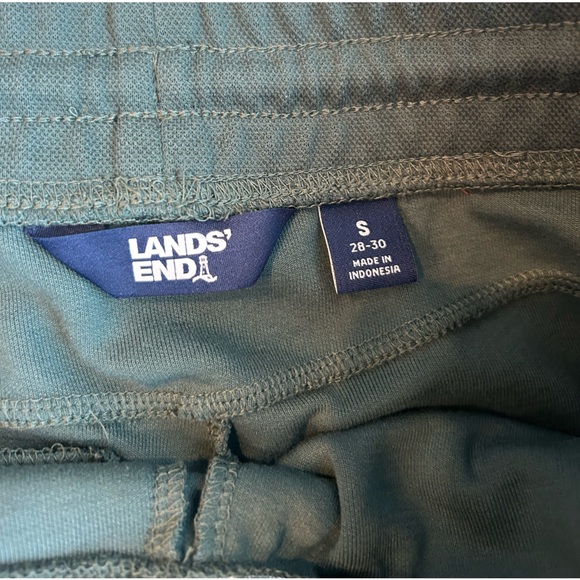 LANDS'
END
S
28-30
MADE IN
INDONESIA